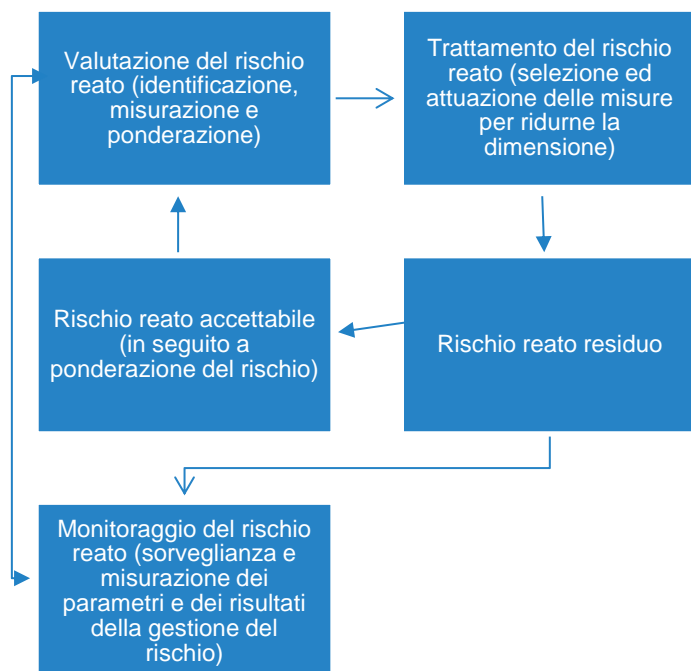 Valutazione del rischio
reato (identificazione,
misurazione e
ponderazione)
Trattamento del rischio
reato (selezione ed
attuazione delle misure
per ridurne la
dimensione)
Rischio reato accettabile
(in seguito a
ponderazione del rischio)
Rischio reato residuo
Monitoraggio del rischio
reato (sorveglianza e
misurazione dei
parametri e dei risultati
della gestione del
rischio)